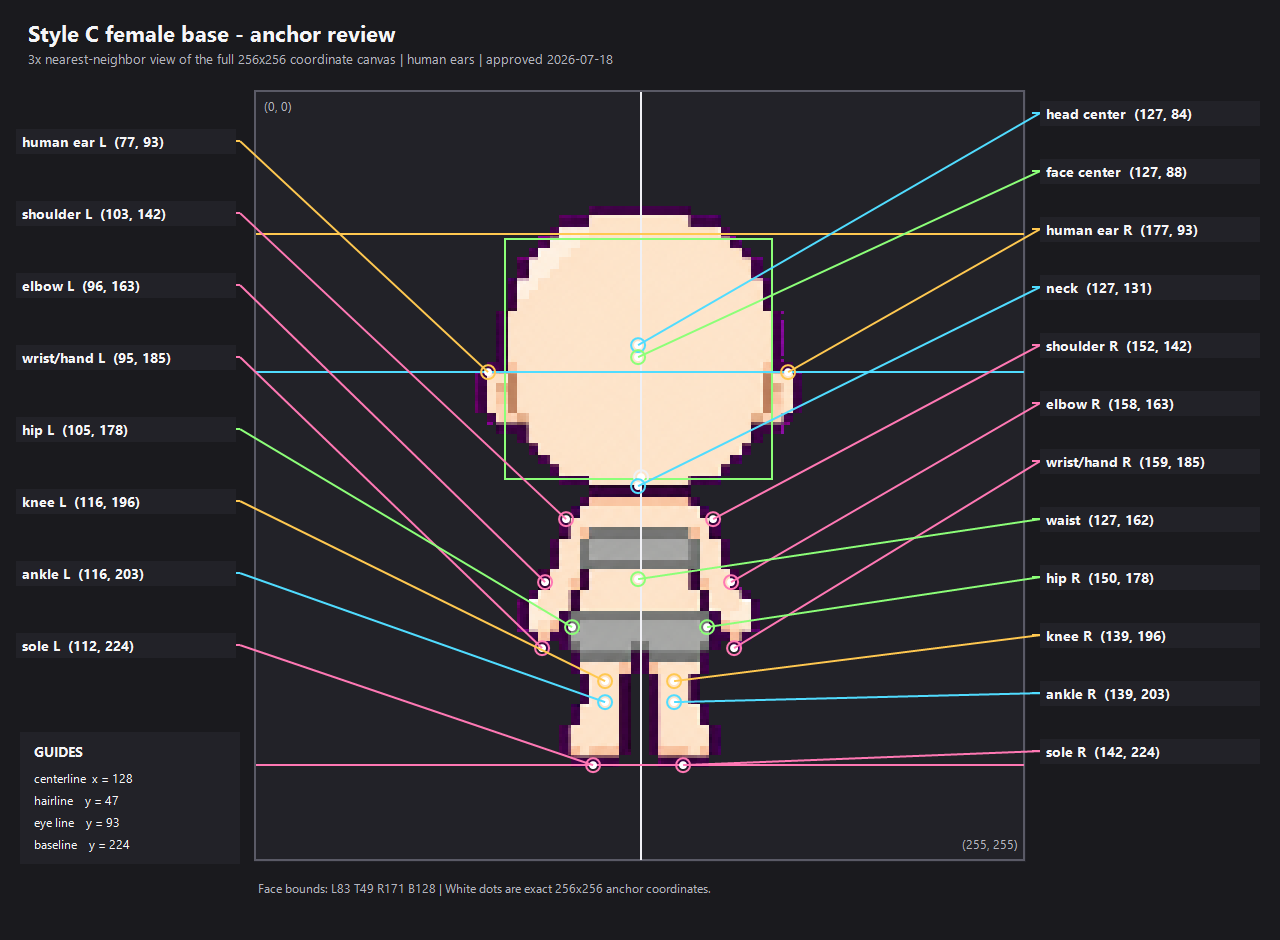 Style C female base - anchor review
3x nearest-neighbor view of the full 256x256 coordinate canvas | human ears | approved 2026-07-18
(0, 0)
human ear L (77, 93)
shoulder L (103, 142)
elbow L (96, 163)
wrist/hand L (95, 185)
hip L (105, 178)
knee L (116, 196)
ankle L (116, 203)
sole L (112, 224)
head center (127, 84)
face center (127, 88)
human ear R (177, 93)
neck (127, 131)
shoulder R (152, 142)
elbow R (158, 163)
wrist/hand R (159, 185)
waist (127, 162)
hip R (150, 178)
knee R (139, 196)
ankle R (139, 203)
sole R (142, 224)
GUIDES
centerline x = 128
hairline y = 47
eye line y = 93
baseline y = 224
(255, 255)
Face bounds: L83 T49 R171 B128 | White dots are exact 256x256 anchor coordinates.